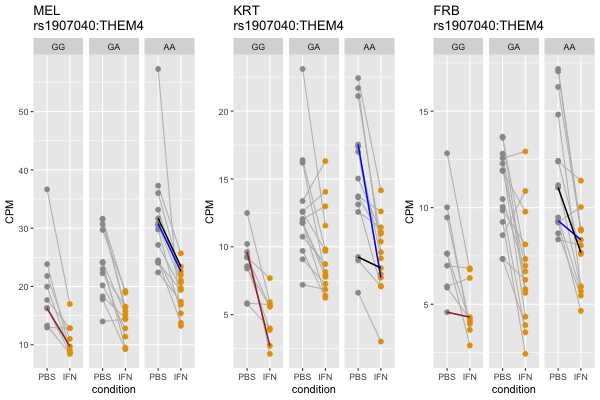 MEL
rs1907040:THEM4
GG GA AA
CPM
50
40
30
20
10
PBS IFN PBS IFN PBS IFN
condition
KRT
rs1907040:THEM4
GG GA AA
CPM
20
15
10
5
PBS IFN PBS IFN PBS IFN
condition
FRB
rs1907040:THEM4
GG GA AA
CPM
15
10
5
PBS IFN PBS IFN PBS IFN
condition